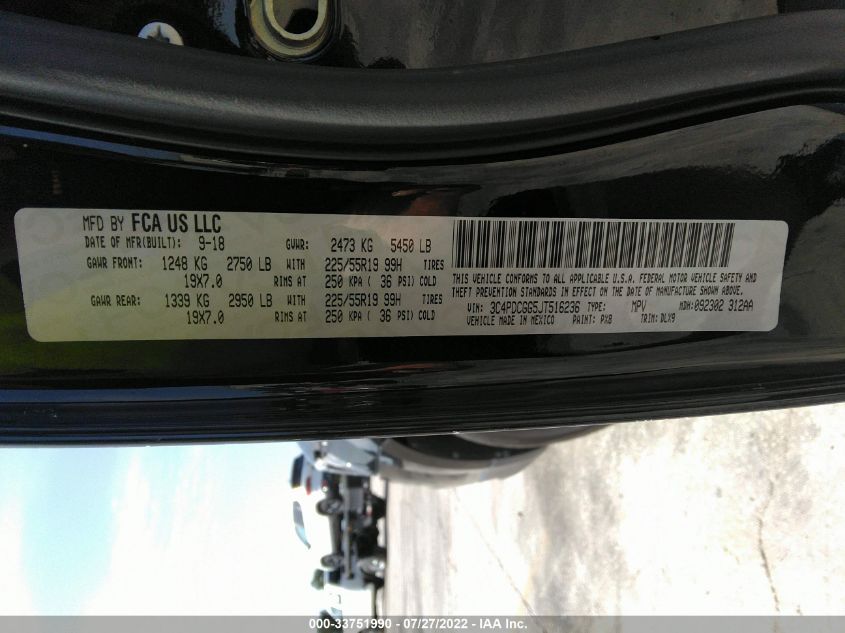 MFD BY FCA US LLC
DATE OF MFR(BUILT): 9-18 GVWR: 2473 KG 5450 LB
GAWR FRONT: 1248 KG 2750 LB WITH 225/55R19 99H TIRES
19X7.0 RIMS AT 250 KPA ( 36 PSI) COLD
GAWR REAR: 1339 KG 2950 LB WITH 225/55R19 99H TIRES
19X7.0 RIMS AT 250 KPA ( 36 PSI) COLD
THIS VEHICLE CONFORMS TO ALL APPLICABLE U.S.A. FEDERAL MOTOR VEHICLE SAFETY AND
THEFT PREVENTION STANDARDS IN EFFECT ON THE DATE OF MANUFACTURE SHOWN ABOVE.
VIN: 3C4PDCGG5JT516236 TYPE: MPV MDH: 092302 312AA
VEHICLE MADE IN MEXICO PAINT: PX8 TRIM: DLX9
000-33751990 - 07/27/2022 - IAA Inc.